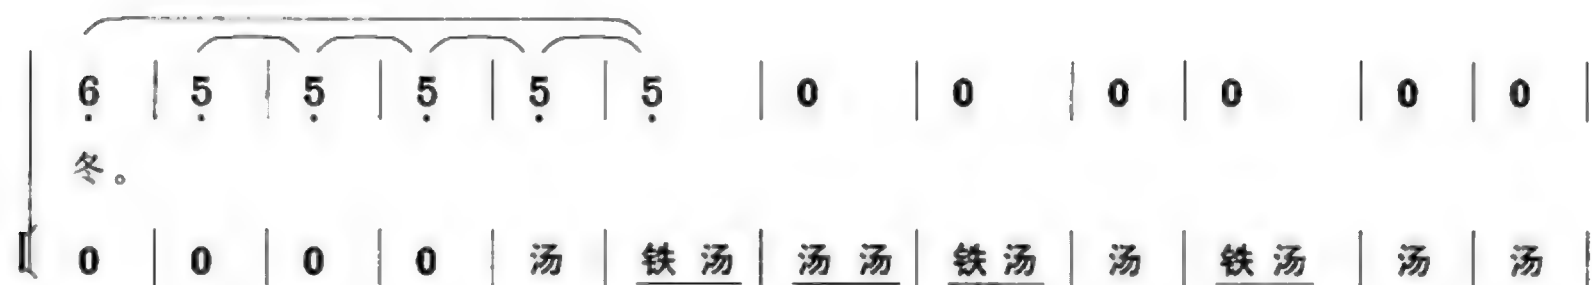 6 | 5 | 5 | 5 | 5 | 5 | 0 | 0 | 0 | 0 | 0 | 0 |
冬。
0 | 0 | 0 | 0 | 汤 | 铁 汤 | 汤 汤 | 铁 汤 | 汤 | 铁 汤 | 汤 | 汤 |